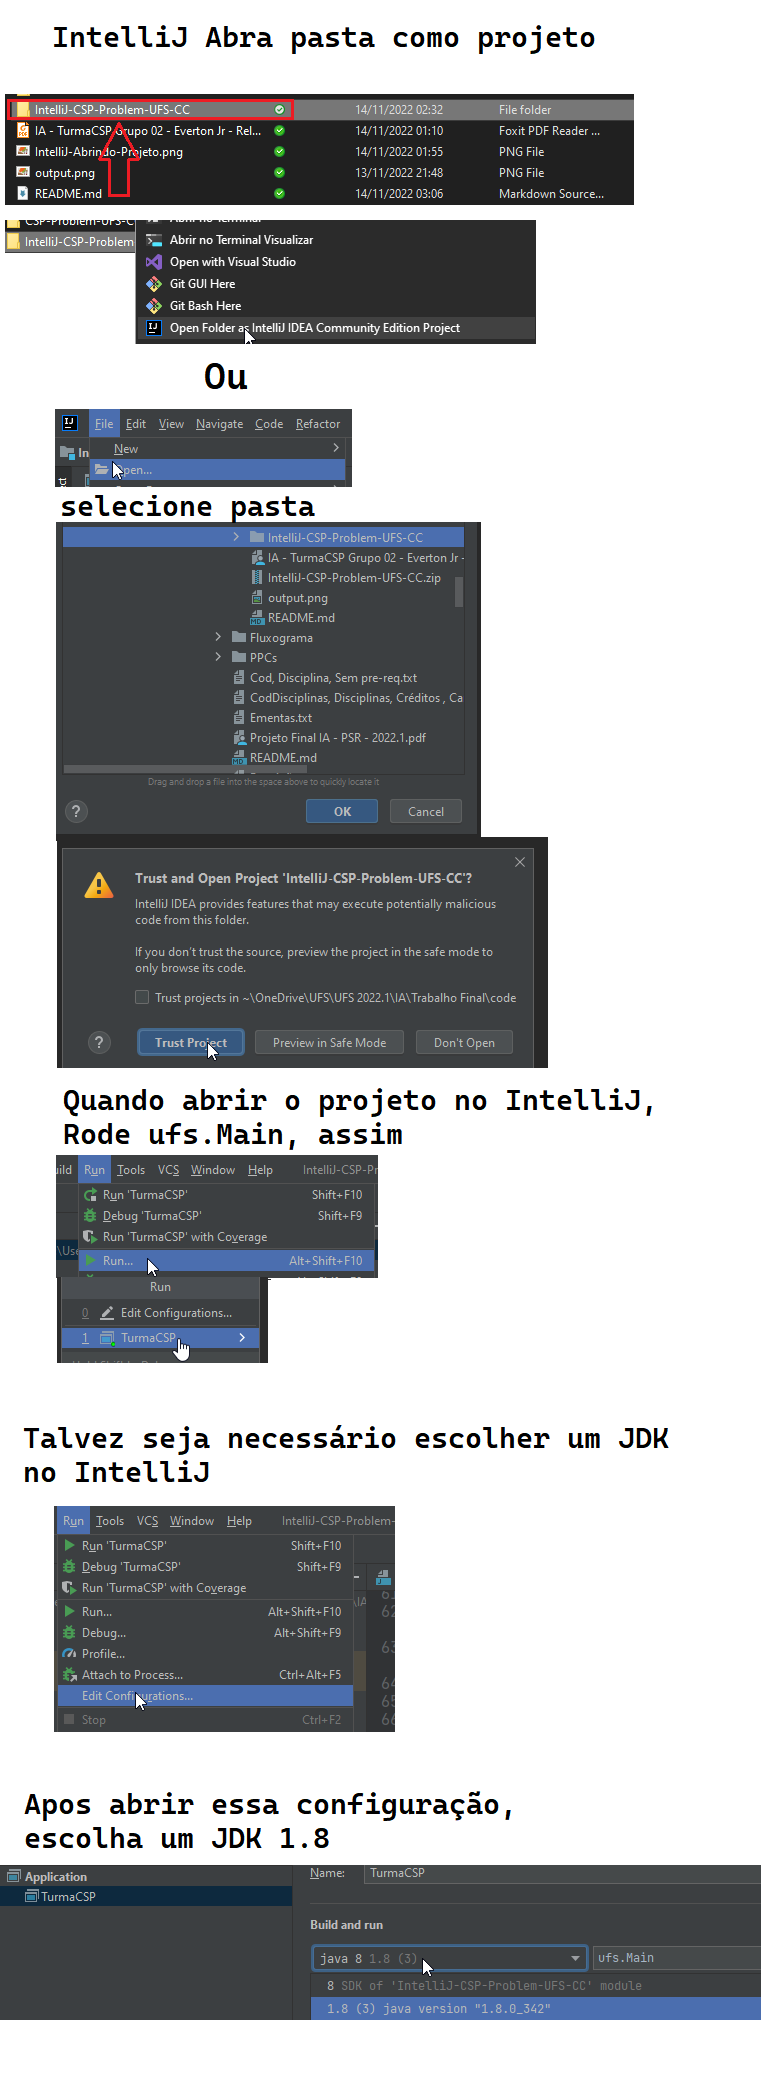 IntelliJ Abra pasta como projeto
IntelliJ-CSP-Problem-UFS-CC 14/11/2022 02:32 File folder
IA - TurmaCSP Grupo 02 - Everton Jr - Rel... 14/11/2022 01:10 Foxit PDF Reader ...
IntelliJ-Abrindo-Projeto.png 14/11/2022 01:55 PNG File
output.png 13/11/2022 21:48 PNG File
README.md 14/11/2022 03:06 Markdown Source...
CSP-Problema-UFS-C
IntelliJ-CSP-Problem
Abrir no Terminal
Abrir no Terminal Visualizar
Open with Visual Studio
Git GUI Here
Git Bash Here
Open Folder as IntelliJ IDEA Community Edition Project
Ou
File Edit View Navigate Code Refactor
In
New
Open...
selecione pasta
IntelliJ-CSP-Problem-UFS-CC
IA - TurmaCSP Grupo 02 - Everton Jr -
IntelliJ-CSP-Problem-UFS-CC.zip
output.png
README.md
Fluxograma
PPCs
Cod, Disciplina, Sem pre-req.txt
CodDisciplinas, Disciplinas, Créditos , Ca
Ementas.txt
Projeto Final IA - PSR - 2022.1.pdf
README.md
Drag and drop a file into the space above to quickly locate it
? OK Cancel
Trust and Open Project 'IntelliJ-CSP-Problem-UFS-CC'?
IntelliJ IDEA provides features that may execute potentially malicious
code from this folder.
If you don't trust the source, preview the project in the safe mode to
only browse its code.
Trust projects in ~\OneDrive\UFS\UFS 2022.1\IA\Trabalho Final\code
? Trust Project Preview in Safe Mode Don't Open
Quando abrir o projeto no IntelliJ,
Rode ufs.Main, assim
uild Run Tools VCS Window Help IntelliJ-CSP-Pr
Run 'TurmaCSP' Shift+F10
Debug 'TurmaCSP' Shift+F9
Run 'TurmaCSP' with Coverage
\Use Run... Alt+Shift+F10
Run
0 Edit Configurations...
1 TurmaCSP
Talvez seja necessário escolher um JDK
no IntelliJ
Run Tools VCS Window Help IntelliJ-CSP-Problem-
Run 'TurmaCSP' Shift+F10
Debug 'TurmaCSP' Shift+F9
Run 'TurmaCSP' with Coverage
Run... Alt+Shift+F10
Debug... Alt+Shift+F9
Profile...
Attach to Process... Ctrl+Alt+F5
Edit Configurations...
Stop Ctrl+F2
\IA
61
62
63
64
65
66
Apos abrir essa configuração,
escolha um JDK 1.8
Application
TurmaCSP
Name: TurmaCSP
Build and run
java 8 1.8 (3) ufs.Main
8 SDK of 'IntelliJ-CSP-Problem-UFS-CC' module
1.8 (3) java version "1.8.0_342"